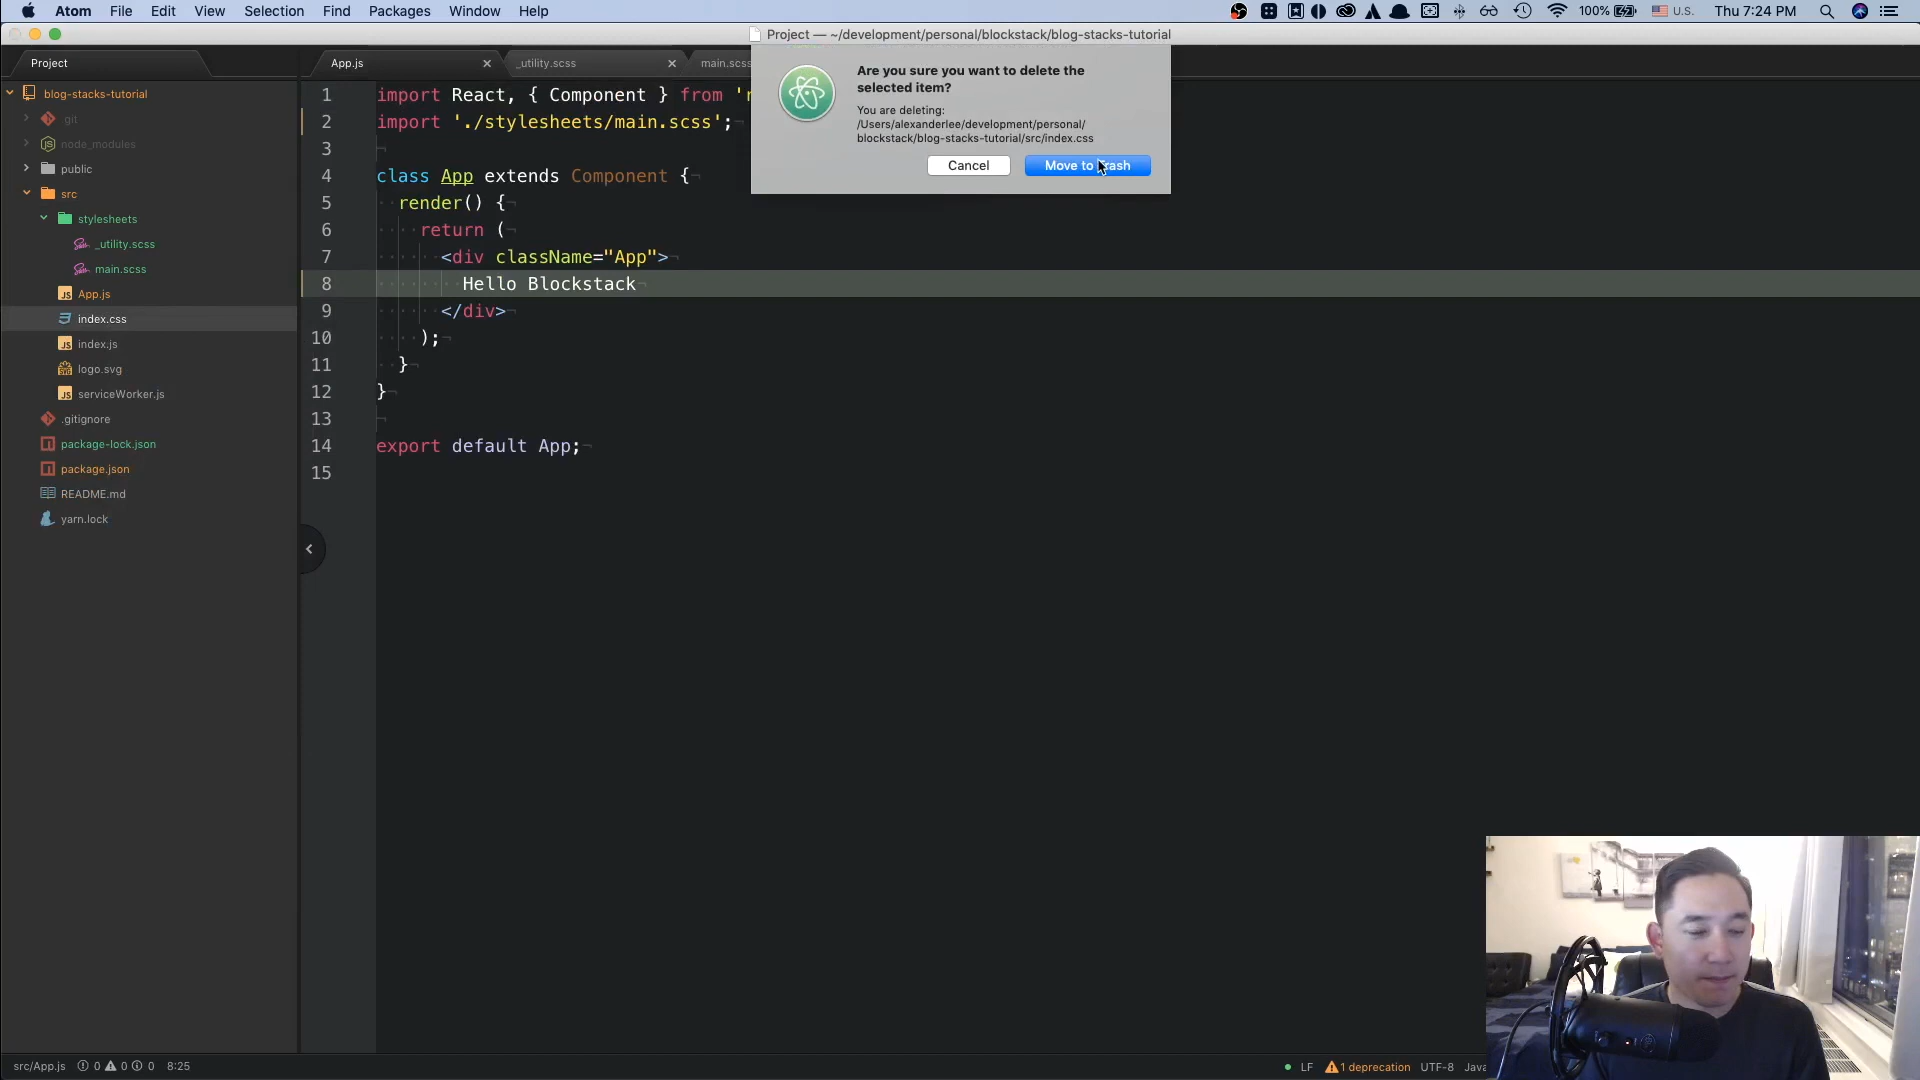 Atom File Edit View Selection Find Packages Window Help
100% U.S. Thu 7:24 PM
Project — ~/development/personal/blockstack/blog-stacks-tutorial
Project
App.js
_utility.scss
main.scss
Are you sure you want to delete the
selected item?
You are deleting:
/Users/alexanderlee/development/personal/
blockstack/blog-stacks-tutorial/src/index.css
Cancel
Move to Trash
blog-stacks-tutorial
.git
node_modules
public
src
stylesheets
_utility.scss
main.scss
App.js
index.css
index.js
logo.svg
serviceWorker.js
.gitignore
package-lock.json
package.json
README.md
yarn.lock
1 import React, { Component } from '
2 import './stylesheets/main.scss';
3
4 class App extends Component {
5 render() {
6 return (
7 <div className="App">
8 Hello Blockstack
9 </div>
10 );
11 }
12 }
13
14 export default App;
15
src/App.js 0 0 0 8:25
LF 1 deprecation UTF-8 Java